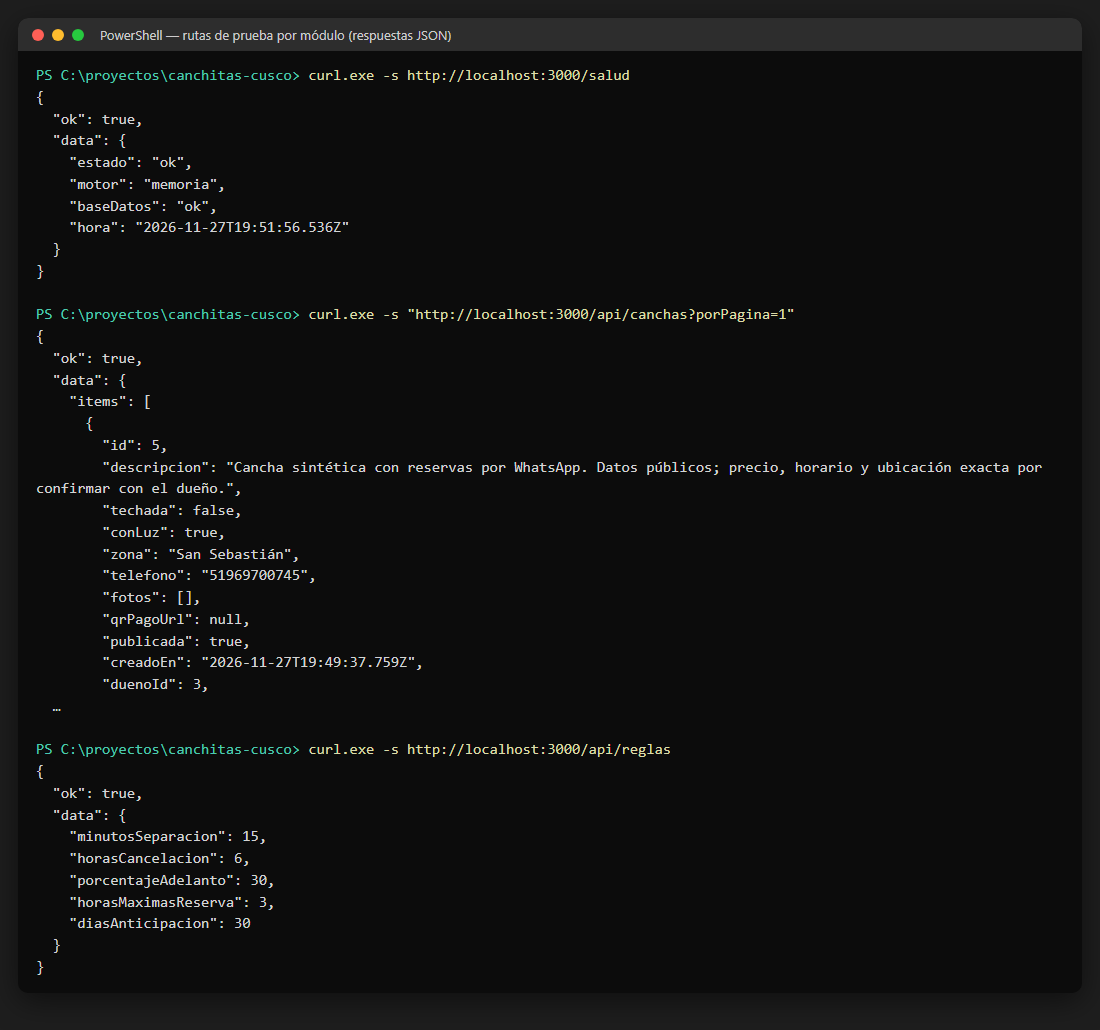 PowerShell — rutas de prueba por módulo (respuestas JSON)
PS C:\proyectos\canchitas-cusco> curl.exe -s http://localhost:3000/salud
{
  "ok": true,
  "data": {
    "estado": "ok",
    "motor": "memoria",
    "baseDatos": "ok",
    "hora": "2026-11-27T19:51:56.536Z"
  }
}
PS C:\proyectos\canchitas-cusco> curl.exe -s "http://localhost:3000/api/canchas?porPagina=1"
{
  "ok": true,
  "data": {
    "items": [
      {
        "id": 5,
        "descripcion": "Cancha sintética con reservas por WhatsApp. Datos públicos; precio, horario y ubicación exacta por
confirmar con el dueño.",
        "techada": false,
        "conLuz": true,
        "zona": "San Sebastián",
        "telefono": "51969700745",
        "fotos": [],
        "qrPagoUrl": null,
        "publicada": true,
        "creadoEn": "2026-11-27T19:49:37.759Z",
        "duenoId": 3,
  …
PS C:\proyectos\canchitas-cusco> curl.exe -s http://localhost:3000/api/reglas
{
  "ok": true,
  "data": {
    "minutosSeparacion": 15,
    "horasCancelacion": 6,
    "porcentajeAdelanto": 30,
    "horasMaximasReserva": 3,
    "diasAnticipacion": 30
  }
}